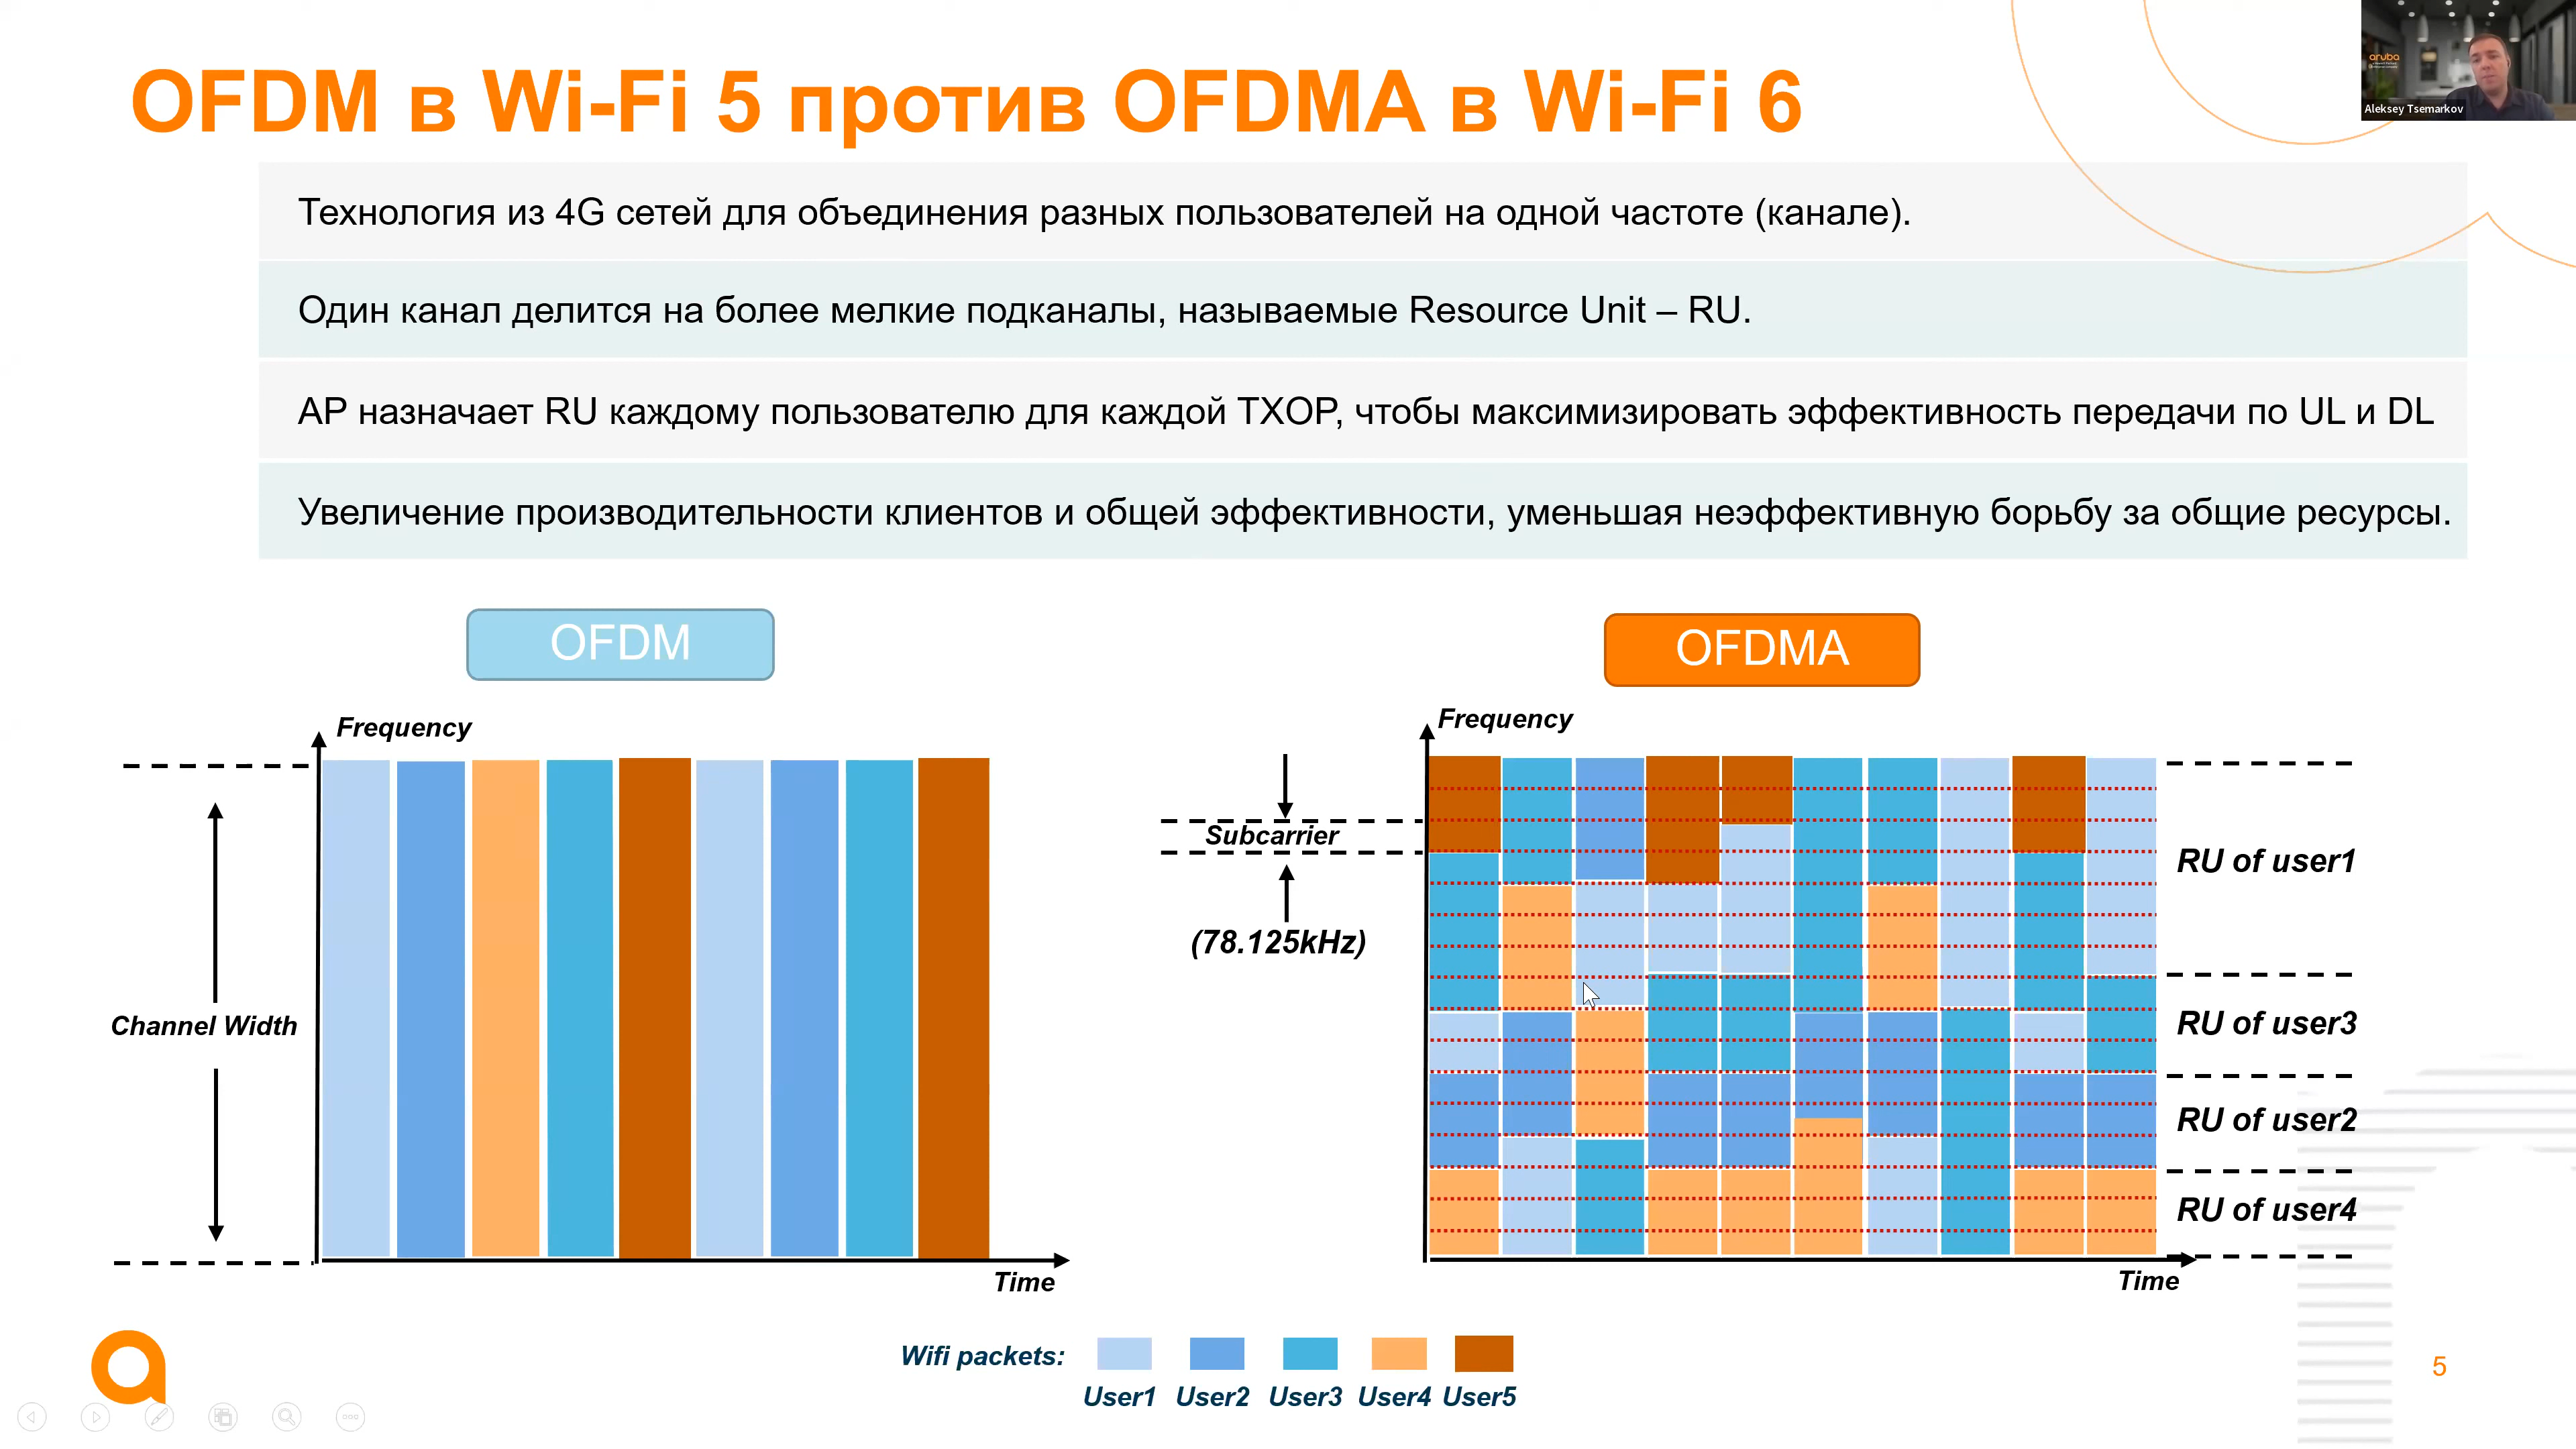 OFDM в Wi-Fi 5 против OFDMA в Wi-Fi 6
aruba
Aleksey Tsemarkov
Технология из 4G сетей для объединения разных пользователей на одной частоте (канале).
Один канал делится на более мелкие подканалы, называемые Resource Unit – RU.
AP назначает RU каждому пользователю для каждой TXOP, чтобы максимизировать эффективность передачи по UL и DL
Увеличение производительности клиентов и общей эффективности, уменьшая неэффективную борьбу за общие ресурсы.
OFDM
OFDMA
Frequency
Channel Width
Time
Frequency
Subcarrier
(78.125kHz)
RU of user1
RU of user3
RU of user2
RU of user4
Time
Wifi packets:
User1 User2 User3 User4 User5
5